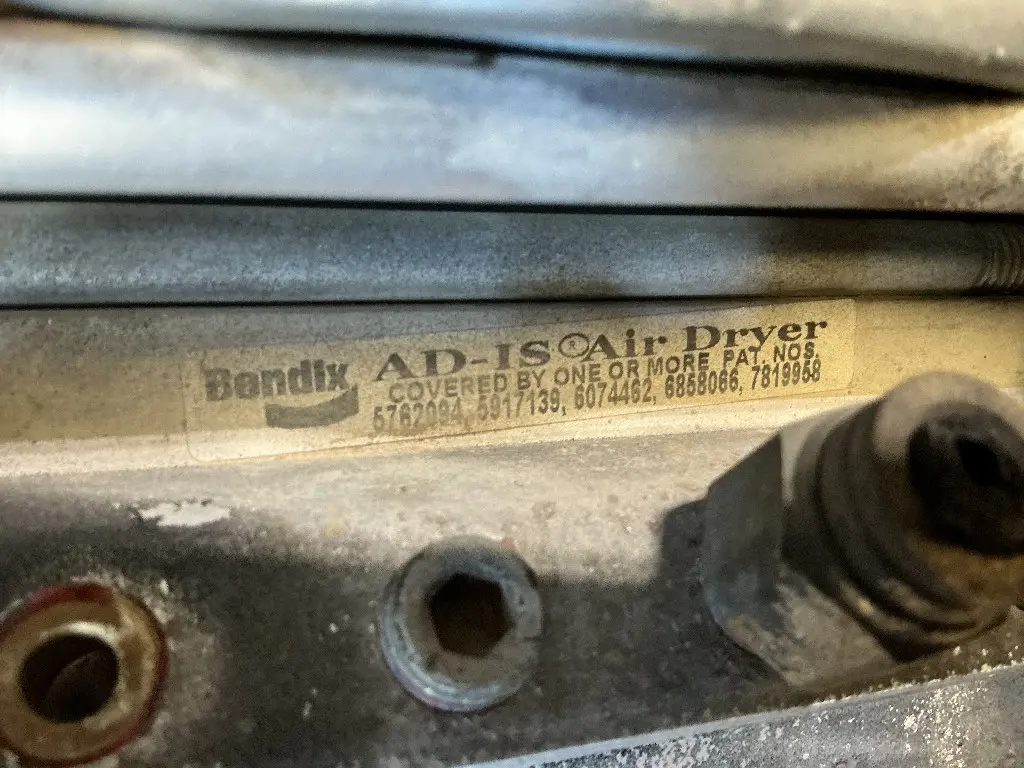 Bendix AD-IS® Air Dryer
COVERED BY ONE OR MORE PAT. NOS.
5762094, 5917139, 6074462, 6858066, 7819958